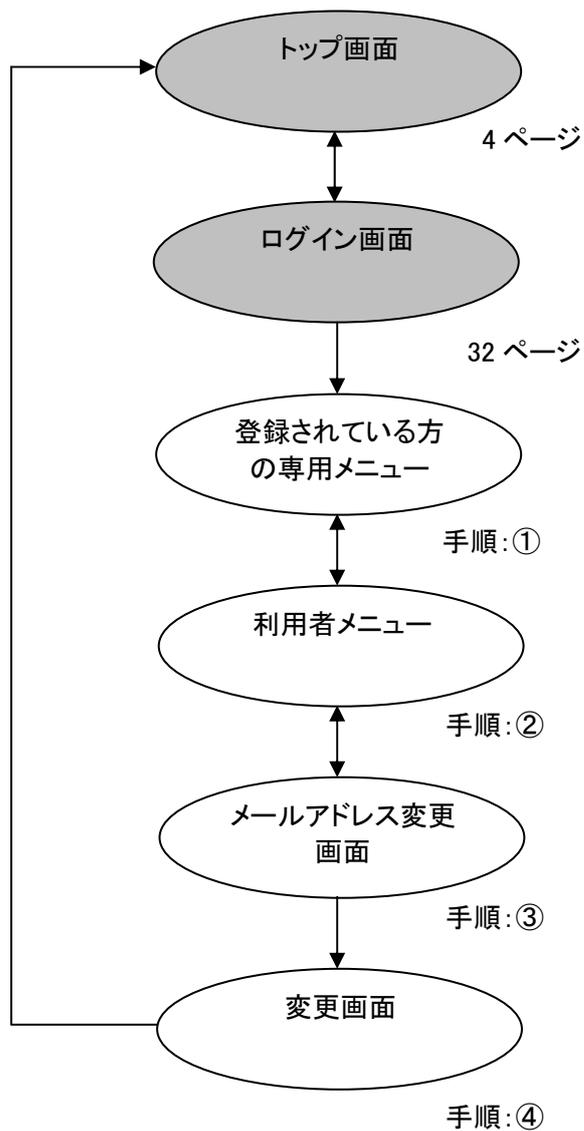 トップ画面
4 ページ
ログイン画面
32 ページ
登録されている方
の専用メニュー
手順:①
利用者メニュー
手順:②
メールアドレス変更
画面
手順:③
変更画面
手順:④